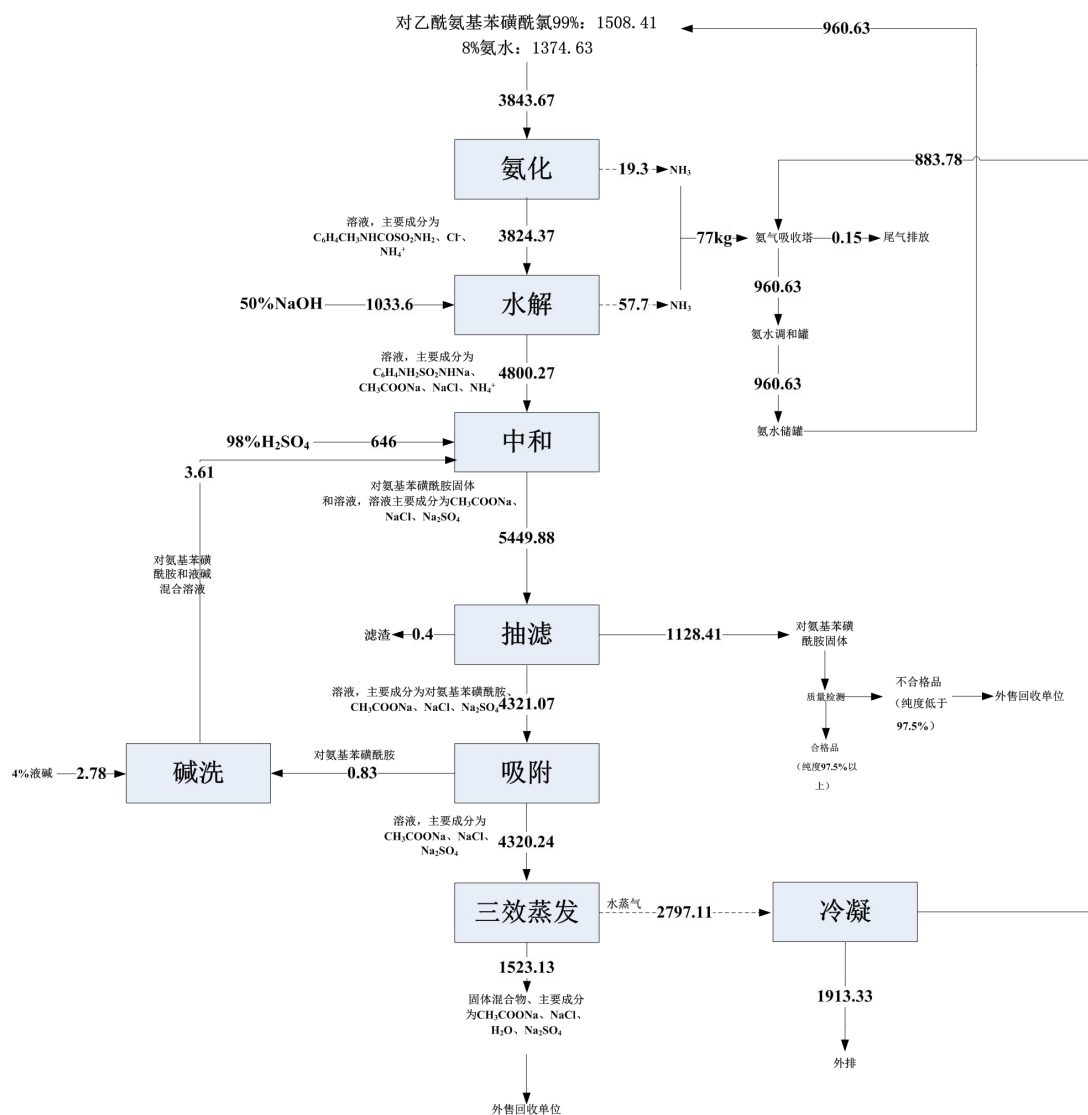 对乙酰氨基苯磺酰氯99%：1508.41
8%氨水：1374.63
960.63
3843.67
氨化
19.3
NH₃
883.78
溶液，主要成分为
C₆H₄CH₃NHCOSO₂NH₂、Cl⁻、
NH₄⁺
3824.37
77kg
氨气吸收塔
0.15
尾气排放
960.63
50%NaOH
1033.6
水解
57.7
NH₃
氨水调和罐
溶液，主要成分为
C₆H₄NH₂SO₂NHNa、
CH₃COONa、NaCl、NH₄⁺
4800.27
960.63
氨水储罐
98%H₂SO₄
646
中和
3.61
对氨基苯磺酰胺固体
和溶液，溶液主要成分为CH₃COONa、
NaCl、Na₂SO₄
5449.88
对氨基苯磺
酰胺和液碱
混合溶液
滤渣
0.4
抽滤
1128.41
对氨基苯磺
酰胺固体
溶液，主要成分为对氨基苯磺酰胺、
CH₃COONa、NaCl、Na₂SO₄
4321.07
质量检测
不合格品
（纯度低于
97.5%）
外售回收单位
合格品
（纯度97.5%以
上）
4%液碱
2.78
碱洗
对氨基苯磺酰胺
0.83
吸附
溶液，主要成分为
CH₃COONa、NaCl、
Na₂SO₄
4320.24
三效蒸发
水蒸气
2797.11
冷凝
1523.13
固体混合物、主要成分
为CH₃COONa、NaCl、
H₂O、Na₂SO₄
1913.33
外排
外售回收单位